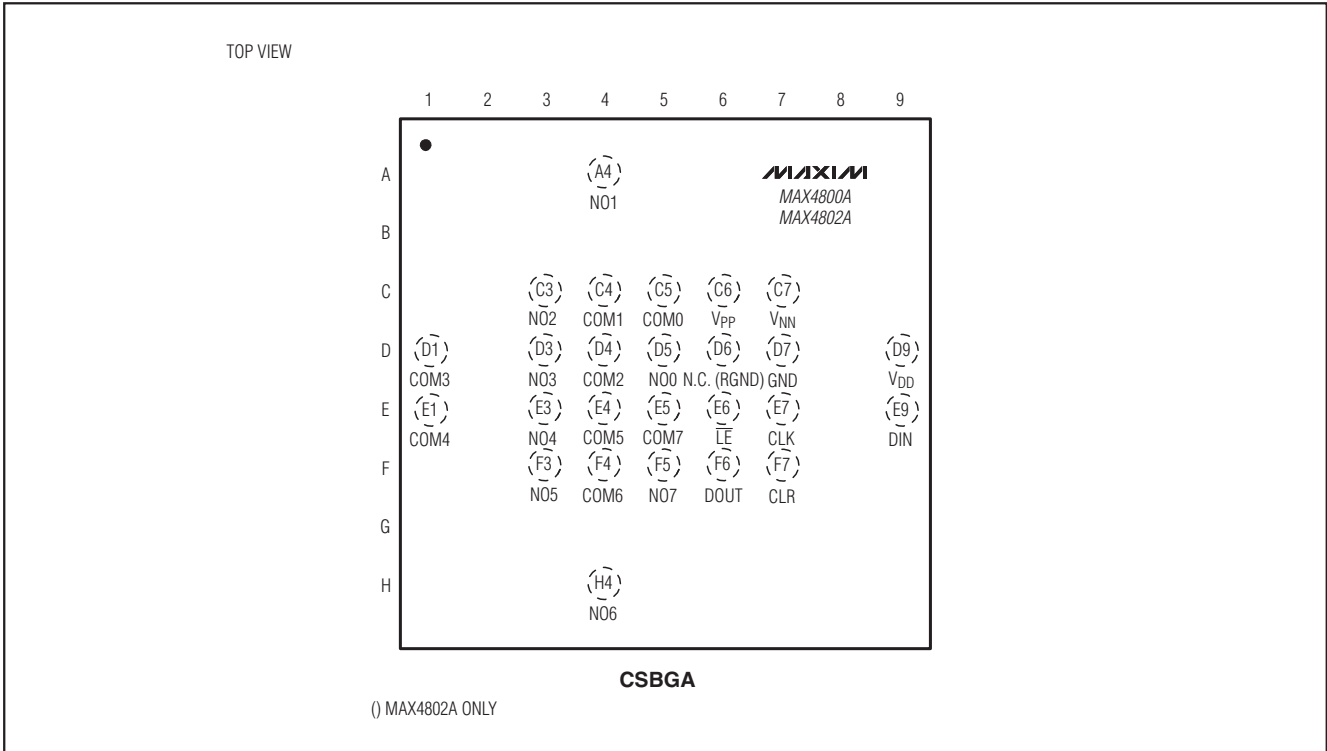 TOP VIEW
1 2 3 4 5 6 7 8 9
A A4 MAXIM
NO1 MAX4800A
MAX4802A
B
C C3 C4 C5 C6 C7
NO2 COM1 COM0 VPP VNN
D D1 D3 D4 D5 D6 D7 D9
COM3 NO3 COM2 NO0 N.C. (RGND) GND VDD
E E1 E3 E4 E5 E6 E7 E9
COM4 NO4 COM5 COM7 L̅E̅ CLK DIN
F F3 F4 F5 F6 F7
NO5 COM6 NO7 DOUT CLR
G
H H4
NO6
CSBGA
() MAX4802A ONLY